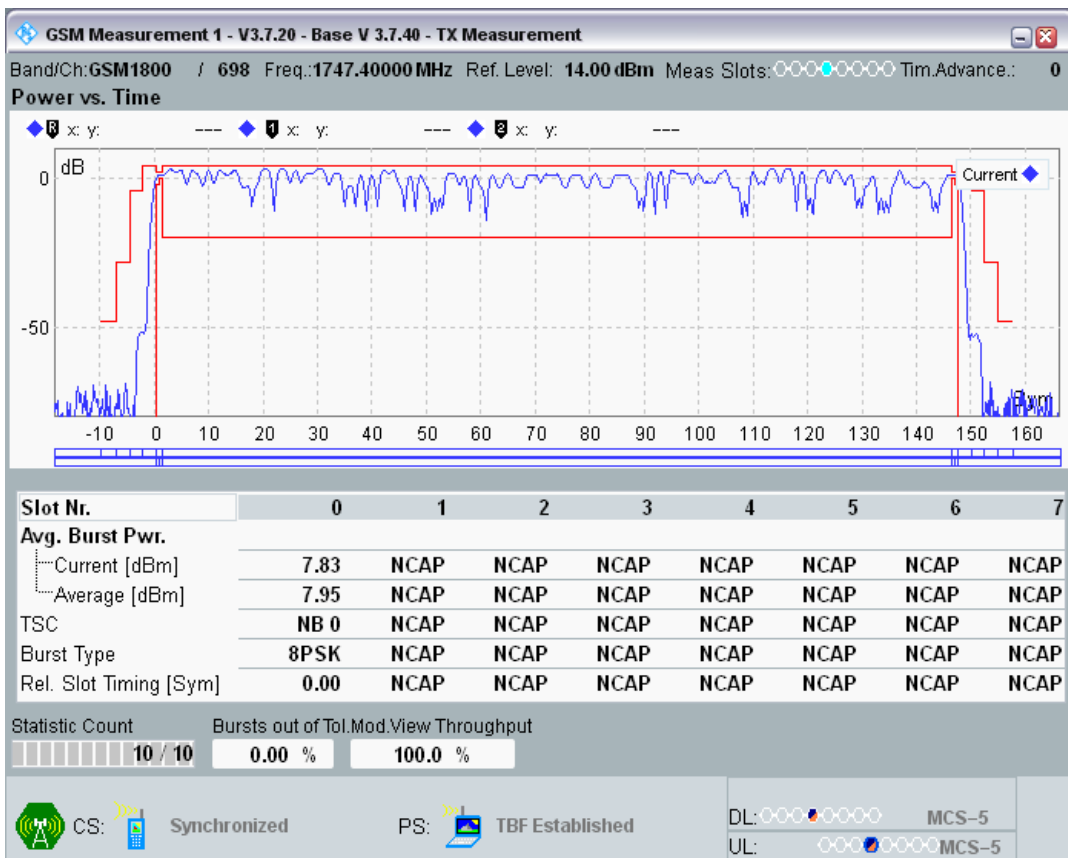 GSM Measurement 1 - V3.7.20 - Base V 3.7.40 - TX Measurement
Band/Ch:GSM1800 / 698 Freq.:1747.40000 MHz Ref. Level: 14.00 dBm Meas Slots: Tim.Advance.: 0
Power vs. Time
R x: y: --- 1 x: y: --- 2 x: y: ---
dB
Current
0
-50
Sym
-10 0 10 20 30 40 50 60 70 80 90 100 110 120 130 140 150 160
Slot Nr. 0 1 2 3 4 5 6 7
Avg. Burst Pwr.
Current [dBm] 7.83 NCAP NCAP NCAP NCAP NCAP NCAP NCAP
Average [dBm] 7.95 NCAP NCAP NCAP NCAP NCAP NCAP NCAP
TSC NB 0 NCAP NCAP NCAP NCAP NCAP NCAP NCAP
Burst Type 8PSK NCAP NCAP NCAP NCAP NCAP NCAP NCAP
Rel. Slot Timing [Sym] 0.00 NCAP NCAP NCAP NCAP NCAP NCAP NCAP
Statistic Count Bursts out of Tol.Mod.View Throughput
10 / 10 0.00 % 100.0 %
CS: Synchronized PS: TBF Established DL: MCS-5
UL: MCS-5